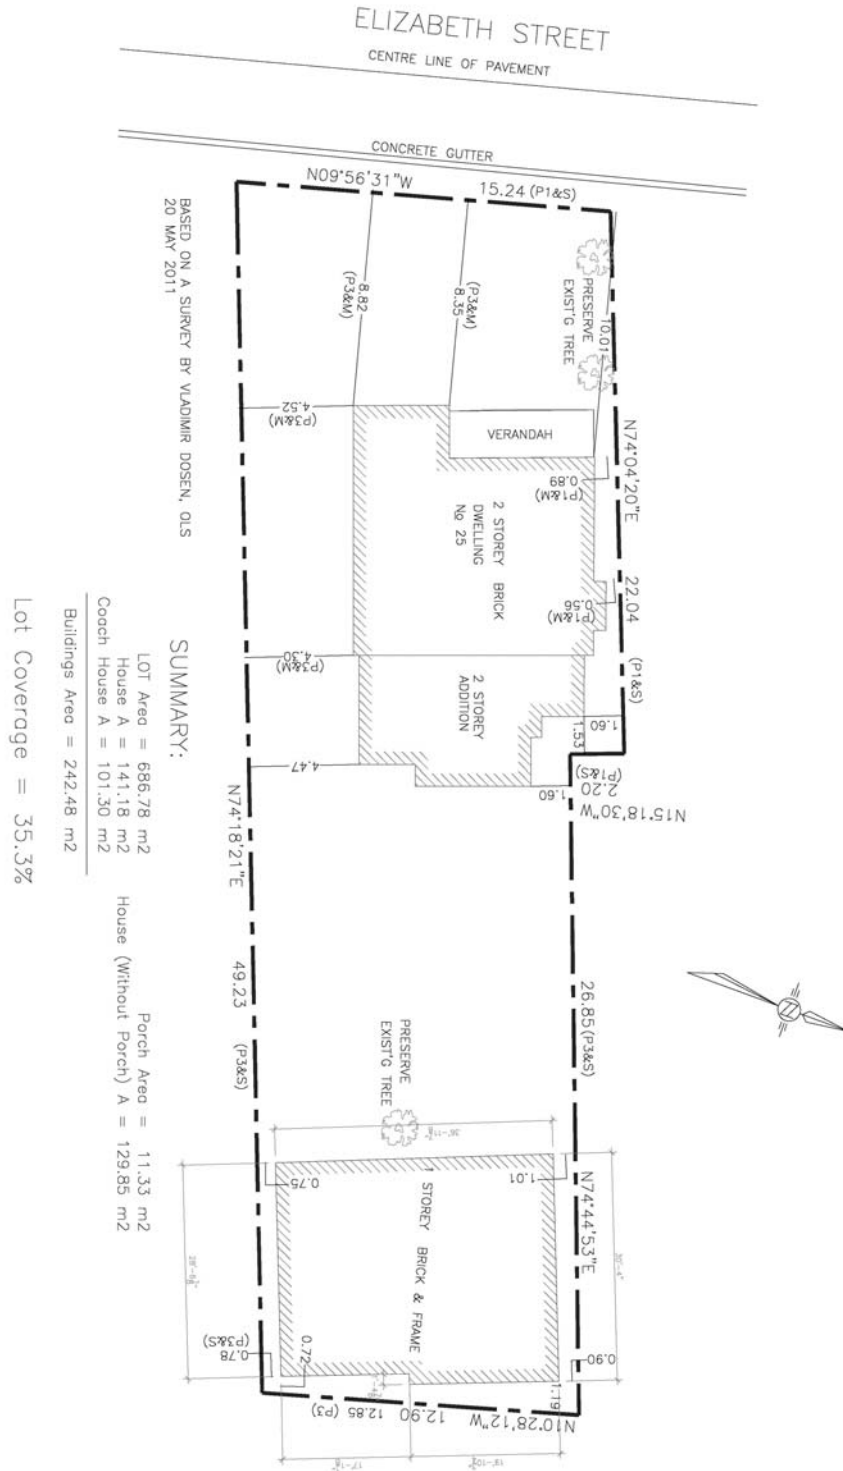 ELIZABETH STREET
CENTRE LINE OF PAVEMENT
CONCRETE GUTTER
N09°56'31"W
15.24 (P1&S)
BASED ON A SURVEY BY VLADIMIR DOSEN, OLS
20 MAY 2011
8.82
(P3&M)
(P3&M)
8.35
PRESERVE
EXIST'G TREE
10.01
N74°04'20"E
22.04
(P1&S)
4.52
(P3&M)
VERANDAH
0.89
(P1&M)
2 STOREY BRICK
DWELLING
No 25
0.56
(P1&M)
4.30
(P3&M)
2 STOREY
ADDITION
1.60
1.53
4.47
1.60
2.20
(P1&S)
N15°18'30"W
N74°18'21"E
49.23
(P3&S)
26.85 (P3&S)
N74°44'53"E
PRESERVE
EXIST'G TREE
0.75
1.01
1 STOREY BRICK & FRAME
30'-4"
0.78
(P3&S)
0.72
0.90
1.19
12.85 (P3)
12.90
N10°28'12"W
SUMMARY:
LOT Area = 686.78 m2
House A = 141.18 m2
Coach House A = 101.30 m2
Buildings Area = 242.48 m2
Porch Area = 11.33 m2
House (Without Porch) A = 129.85 m2
Lot Coverage = 35.3%